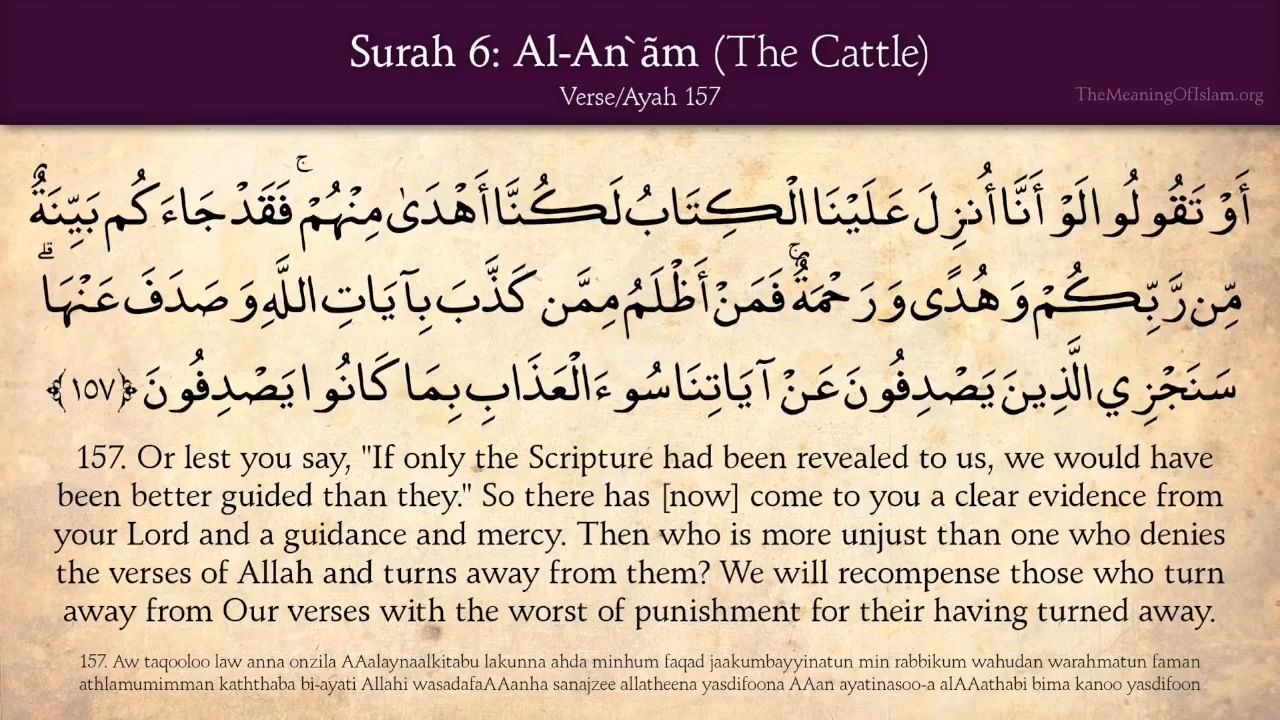 Surah 6: Al-An`ãm (The Cattle)
Verse/Ayah 157
TheMeaningOfIslam.org
أَوْ تَقُولُوا لَوْ أَنَّا أُنزِلَ عَلَيْنَا الْكِتَابُ لَكُنَّا أَهْدَىٰ مِنْهُمْ ۚ فَقَدْ جَاءَكُم بَيِّنَةٌ
مِّن رَّبِّكُمْ وَهُدًى وَرَحْمَةٌ ۚ فَمَنْ أَظْلَمُ مِمَّن كَذَّبَ بِآيَاتِ اللَّهِ وَصَدَفَ عَنْهَا ۗ
سَنَجْزِي الَّذِينَ يَصْدِفُونَ عَنْ آيَاتِنَا سُوءَ الْعَذَابِ بِمَا كَانُوا يَصْدِفُونَ ﴿١٥٧﴾
157. Or lest you say, "If only the Scripture had been revealed to us, we would have
been better guided than they." So there has [now] come to you a clear evidence from
your Lord and a guidance and mercy. Then who is more unjust than one who denies
the verses of Allah and turns away from them? We will recompense those who turn
away from Our verses with the worst of punishment for their having turned away.
157. Aw taqooloo law anna onzila AAalaynaalkitabu lakunna ahda minhum faqad jaakumbayyinatun min rabbikum wahudan warahmatun faman
athlamumimman kaththaba bi-ayati Allahi wasadafaAAanha sanajzee allatheena yasdifoona AAan ayatinasoo-a alAAathabi bima kanoo yasdifoon